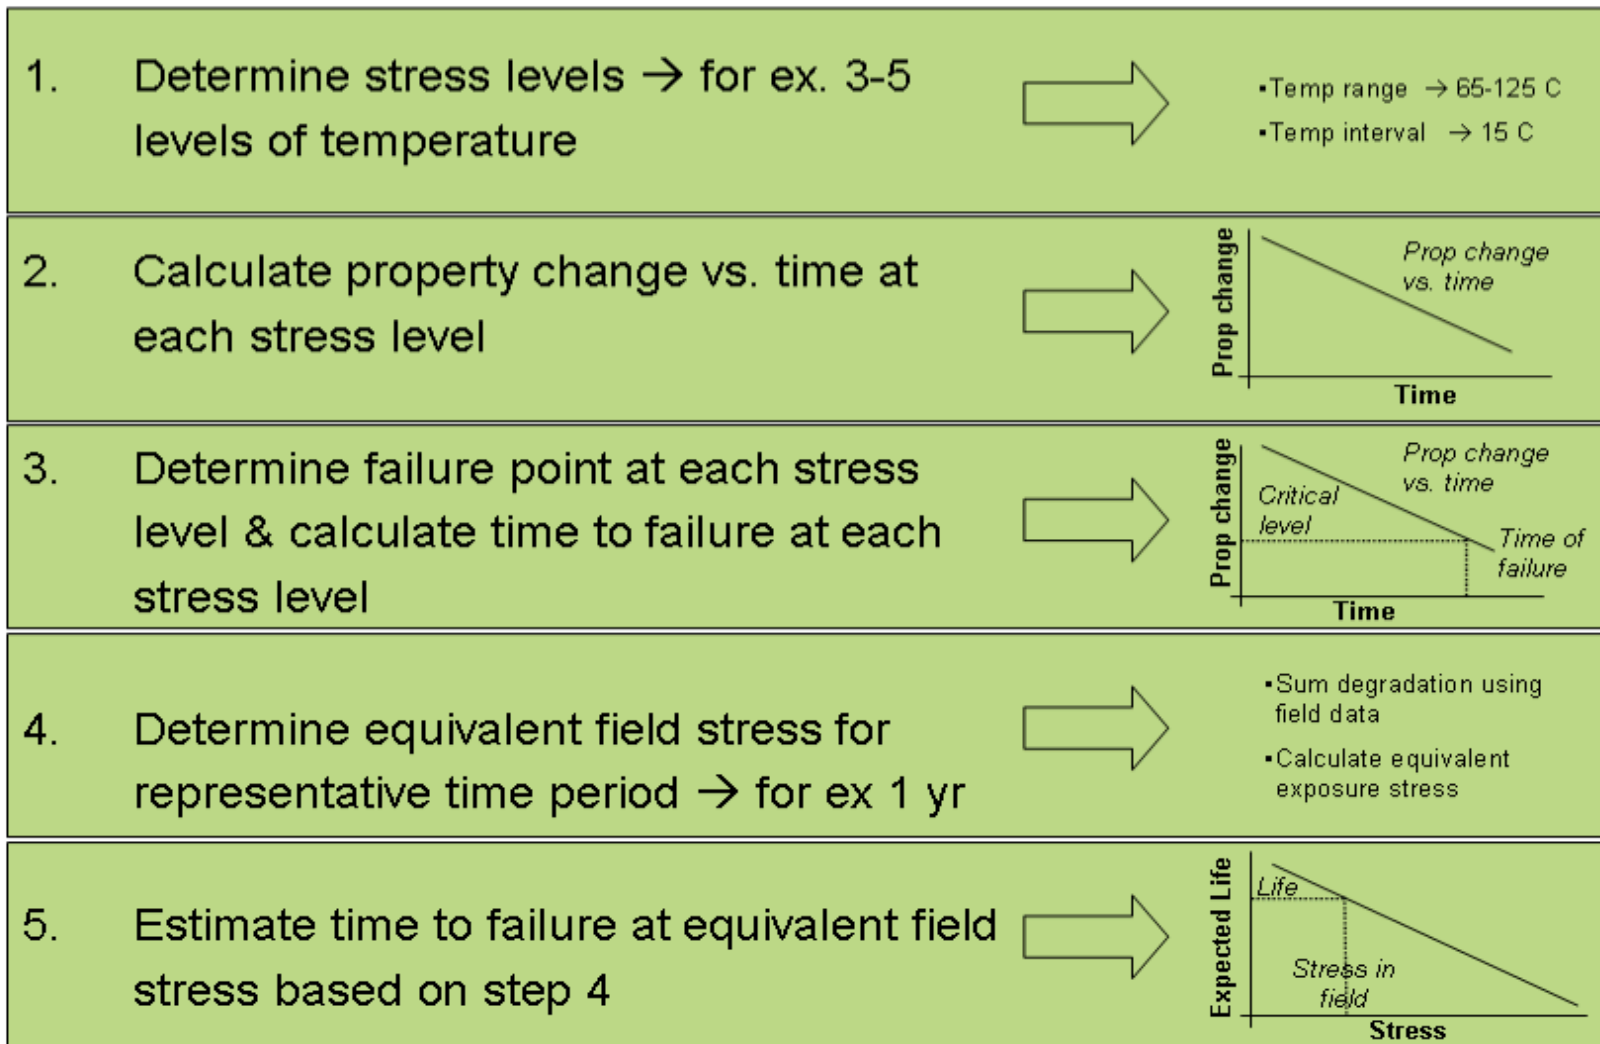 1. Determine stress levels → for ex. 3-5
levels of temperature
▪Temp range → 65-125 C
▪Temp interval → 15 C
2. Calculate property change vs. time at
each stress level
Prop change
Prop change
vs. time
Time
3. Determine failure point at each stress
level & calculate time to failure at each
stress level
Prop change
Prop change
vs. time
Critical
level
Time of
failure
Time
4. Determine equivalent field stress for
representative time period → for ex 1 yr
▪Sum degradation using
field data
▪Calculate equivalent
exposure stress
5. Estimate time to failure at equivalent field
stress based on step 4
Expected Life
Life
Stress in
field
Stress